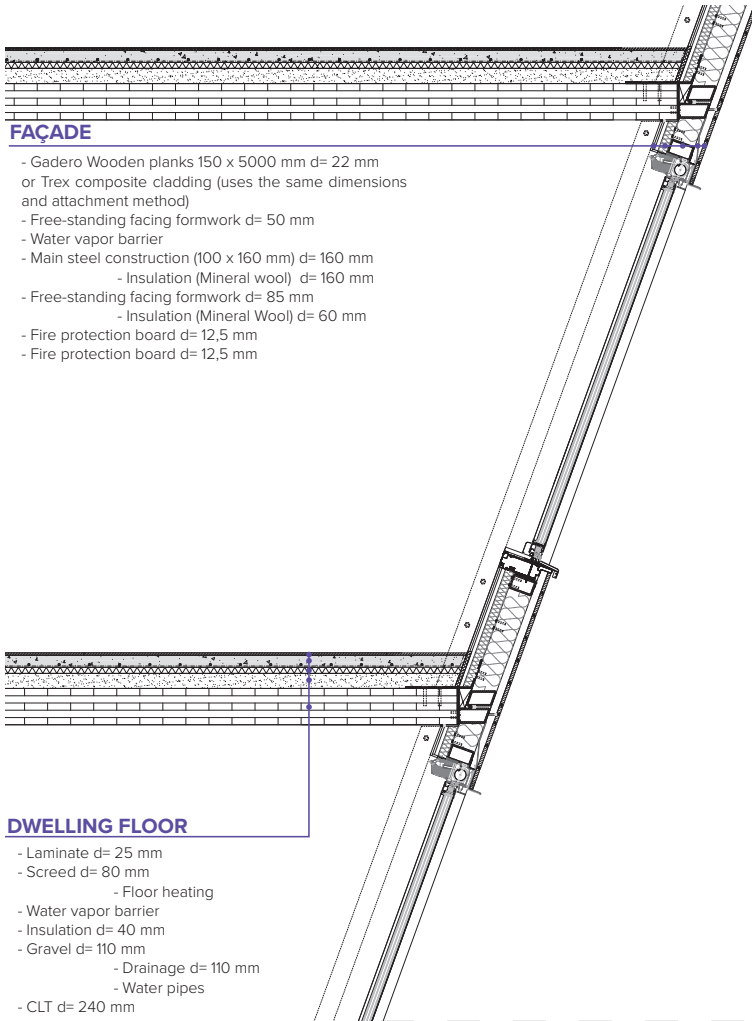 FAÇADE
- Gadero Wooden planks 150 x 5000 mm d= 22 mm
or Trex composite cladding (uses the same dimensions
and attachment method)
- Free-standing facing formwork d= 50 mm
- Water vapor barrier
- Main steel construction (100 x 160 mm) d= 160 mm
- Insulation (Mineral wool) d= 160 mm
- Free-standing facing formwork d= 85 mm
- Insulation (Mineral Wool) d= 60 mm
- Fire protection board d= 12,5 mm
- Fire protection board d= 12,5 mm
DWELLING FLOOR
- Laminate d= 25 mm
- Screed d= 80 mm
- Floor heating
- Water vapor barrier
- Insulation d= 40 mm
- Gravel d= 110 mm
- Drainage d= 110 mm
- Water pipes
- CLT d= 240 mm